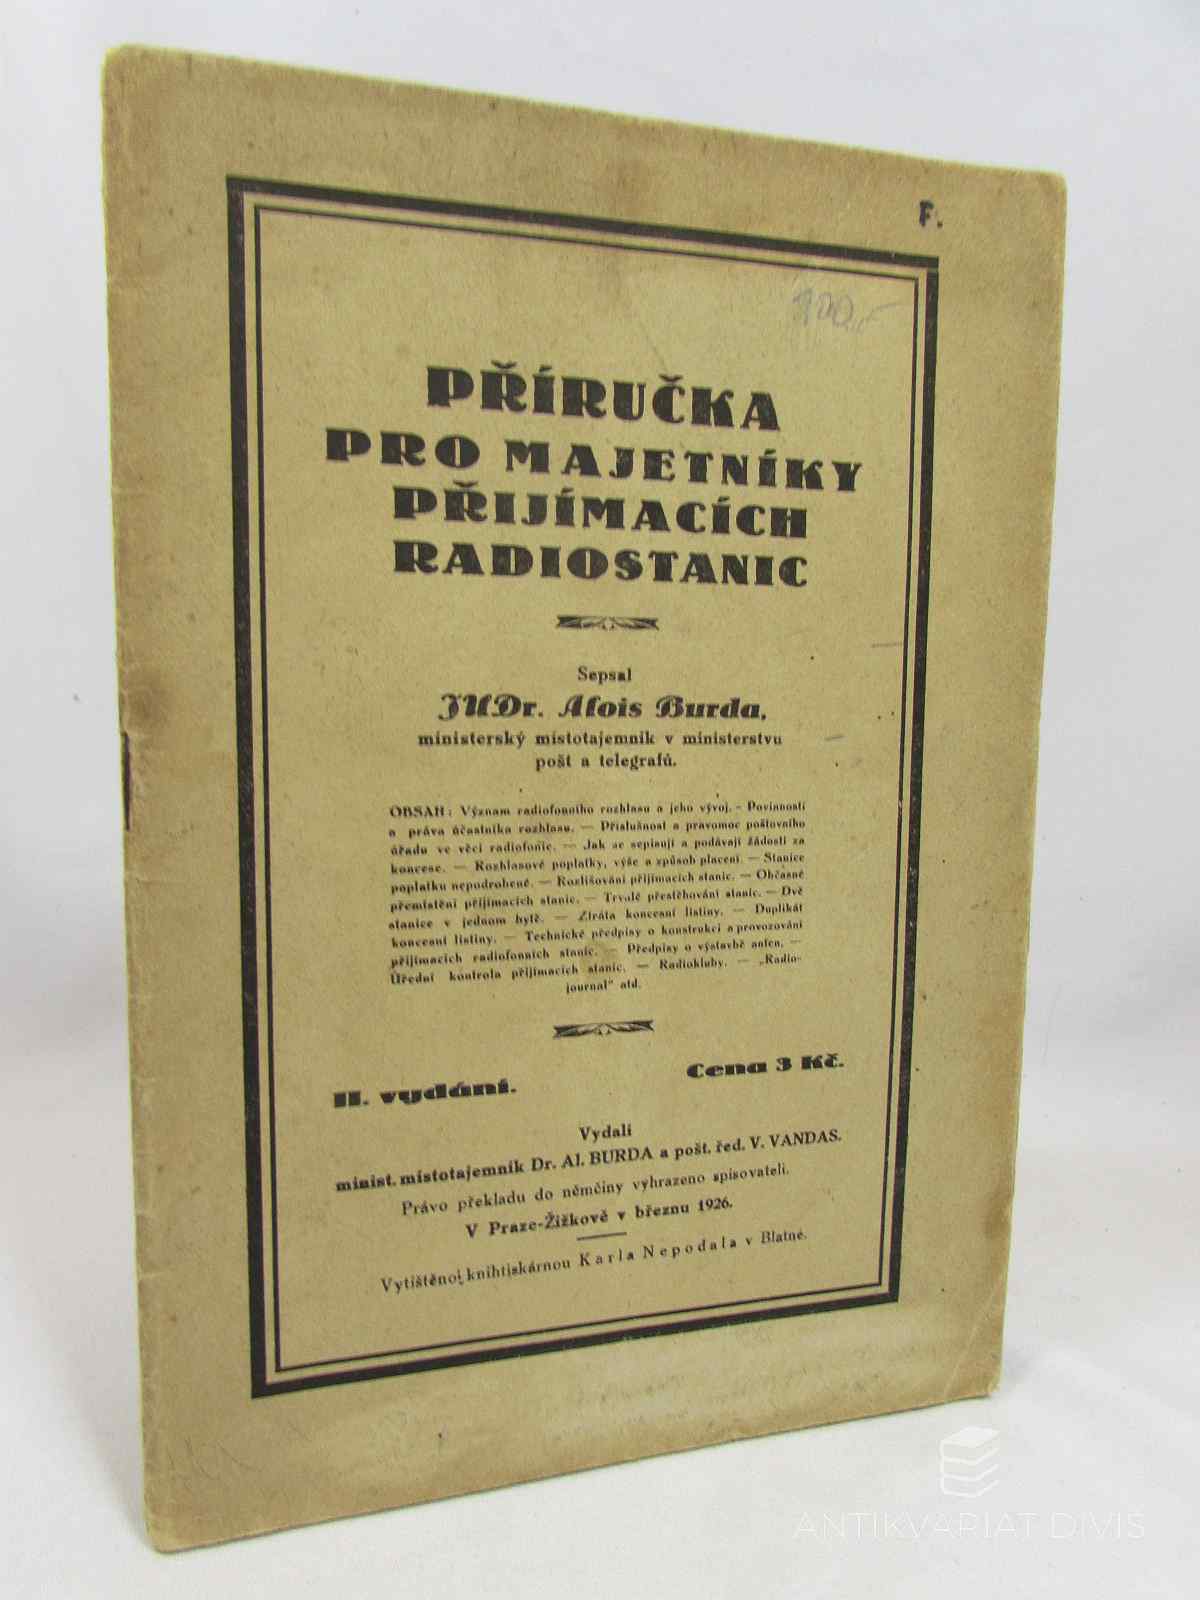 F.
100,-
PŘÍRUČKA
PRO MAJETNÍKY
PŘIJÍMACÍCH
RADIOSTANIC
Sepsal
JUDr. Alois Burda,
ministerský místotajemník v ministerstvu
pošt a telegrafů.
OBSAH: Význam radiofonního rozhlasu a jeho vývoj. - Povinnosti
a práva účastníka rozhlasu. — Příslušnost a pravomoc poštovního
úřadu ve věci radiofonie. — Jak se sepisují a podávají žádosti za
koncese. — Rozhlasové poplatky, výše a způsob placení. — Stanice
poplatku nepodrobené. — Rozlišování přijímacích stanic. — Občasné
přemístění přijímacích stanic. — Trvalé přestěhování stanic. — Dvě
stanice v jednom bytě. — Ztráta koncesní listiny. — Duplikát
koncesní listiny. — Technické předpisy o konstrukci a provozování
přijímacích radiofonních stanic. — Předpisy o výstavbě anten. —
Úřední kontrola přijímacích stanic. — Radiokluby. — „Radio-
journal" atd.
II. vydání. Cena 3 Kč.
Vydali
minist. místotajemník Dr. Al. BURDA a pošt. řed. V. VANDAS.
Právo překladu do němčiny vyhrazeno spisovateli.
V Praze-Žižkově v březnu 1926.
Vytištěno knihtiskárnou Karla Nepodala v Blatné.
ANTIKVARIAT DIVIS